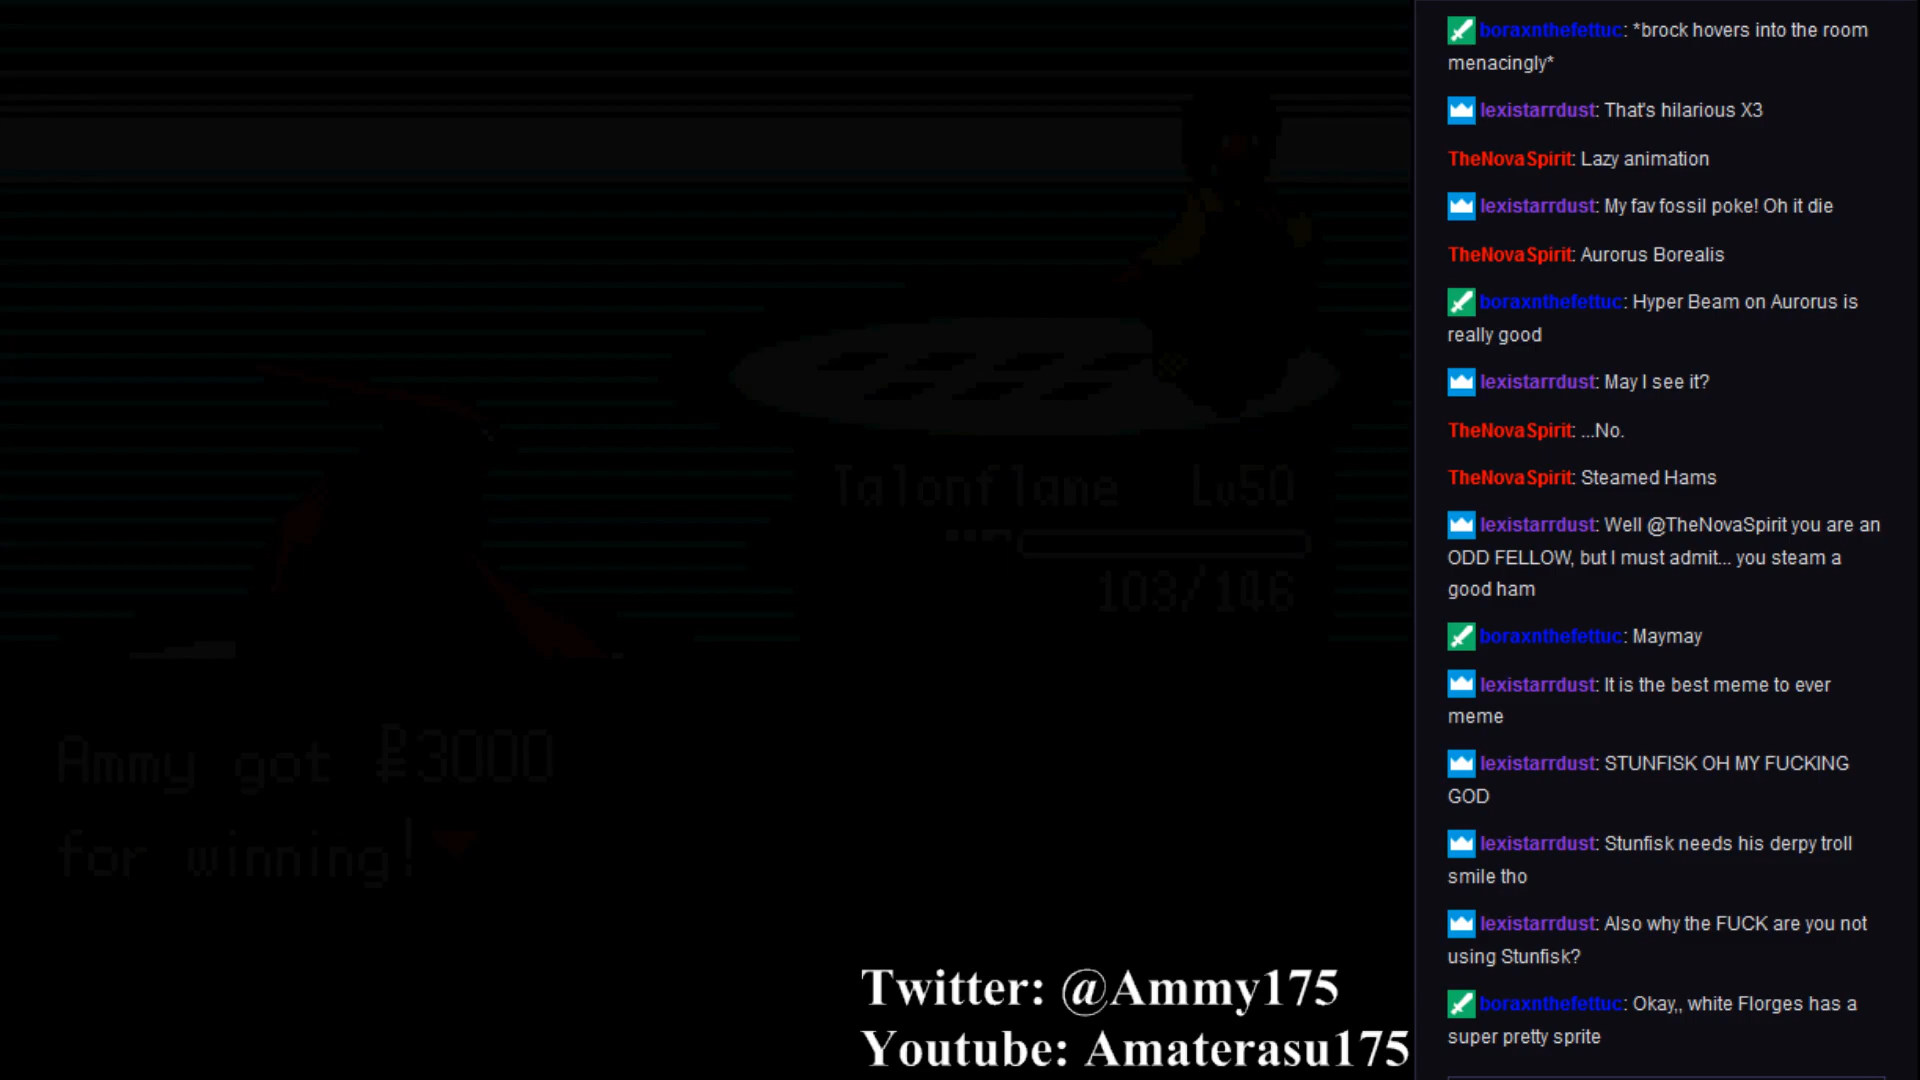 Talonflame Lv50
103/146
Ammy got ₽3000
for winning!
Twitter: @Ammy175
Youtube: Amaterasu175
boraxnthefettuc: *brock hovers into the room
menacingly*
lexistarrdust: That's hilarious X3
TheNovaSpirit: Lazy animation
lexistarrdust: My fav fossil poke! Oh it die
TheNovaSpirit: Aurorus Borealis
boraxnthefettuc: Hyper Beam on Aurorus is
really good
lexistarrdust: May I see it?
TheNovaSpirit: ...No.
TheNovaSpirit: Steamed Hams
lexistarrdust: Well @TheNovaSpirit you are an
ODD FELLOW, but I must admit... you steam a
good ham
boraxnthefettuc: Maymay
lexistarrdust: It is the best meme to ever
meme
lexistarrdust: STUNFISK OH MY FUCKING
GOD
lexistarrdust: Stunfisk needs his derpy troll
smile tho
lexistarrdust: Also why the FUCK are you not
using Stunfisk?
boraxnthefettuc: Okay,, white Florges has a
super pretty sprite